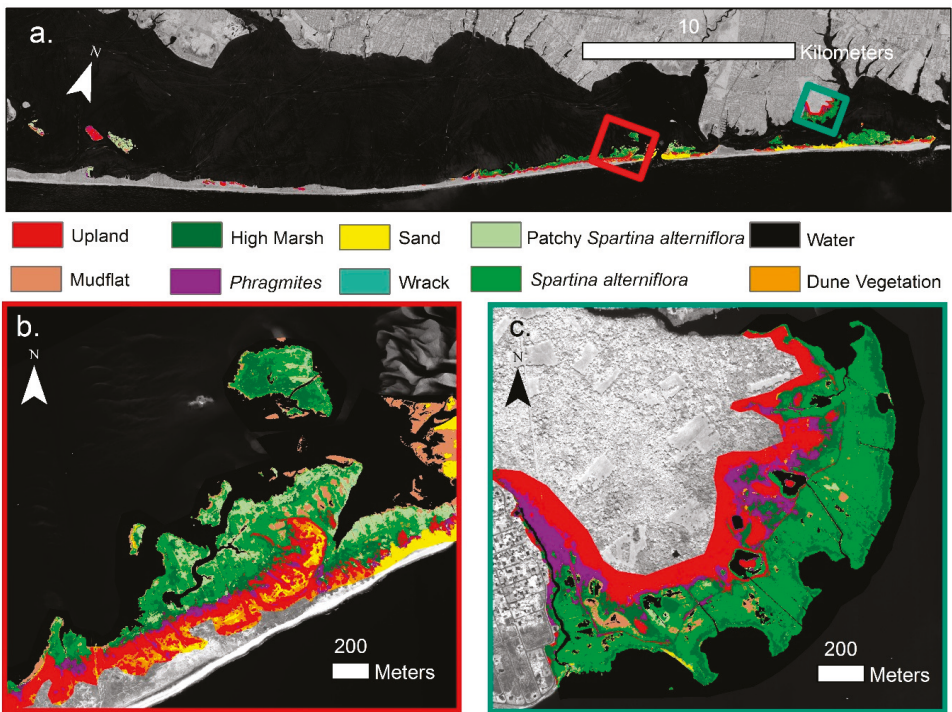 a.
N
10
Kilometers
Upland
High Marsh
Sand
Patchy Spartina alterniflora
Water
Mudflat
Phragmites
Wrack
Spartina alterniflora
Dune Vegetation
b.
N
200
Meters
c.
N
200
Meters